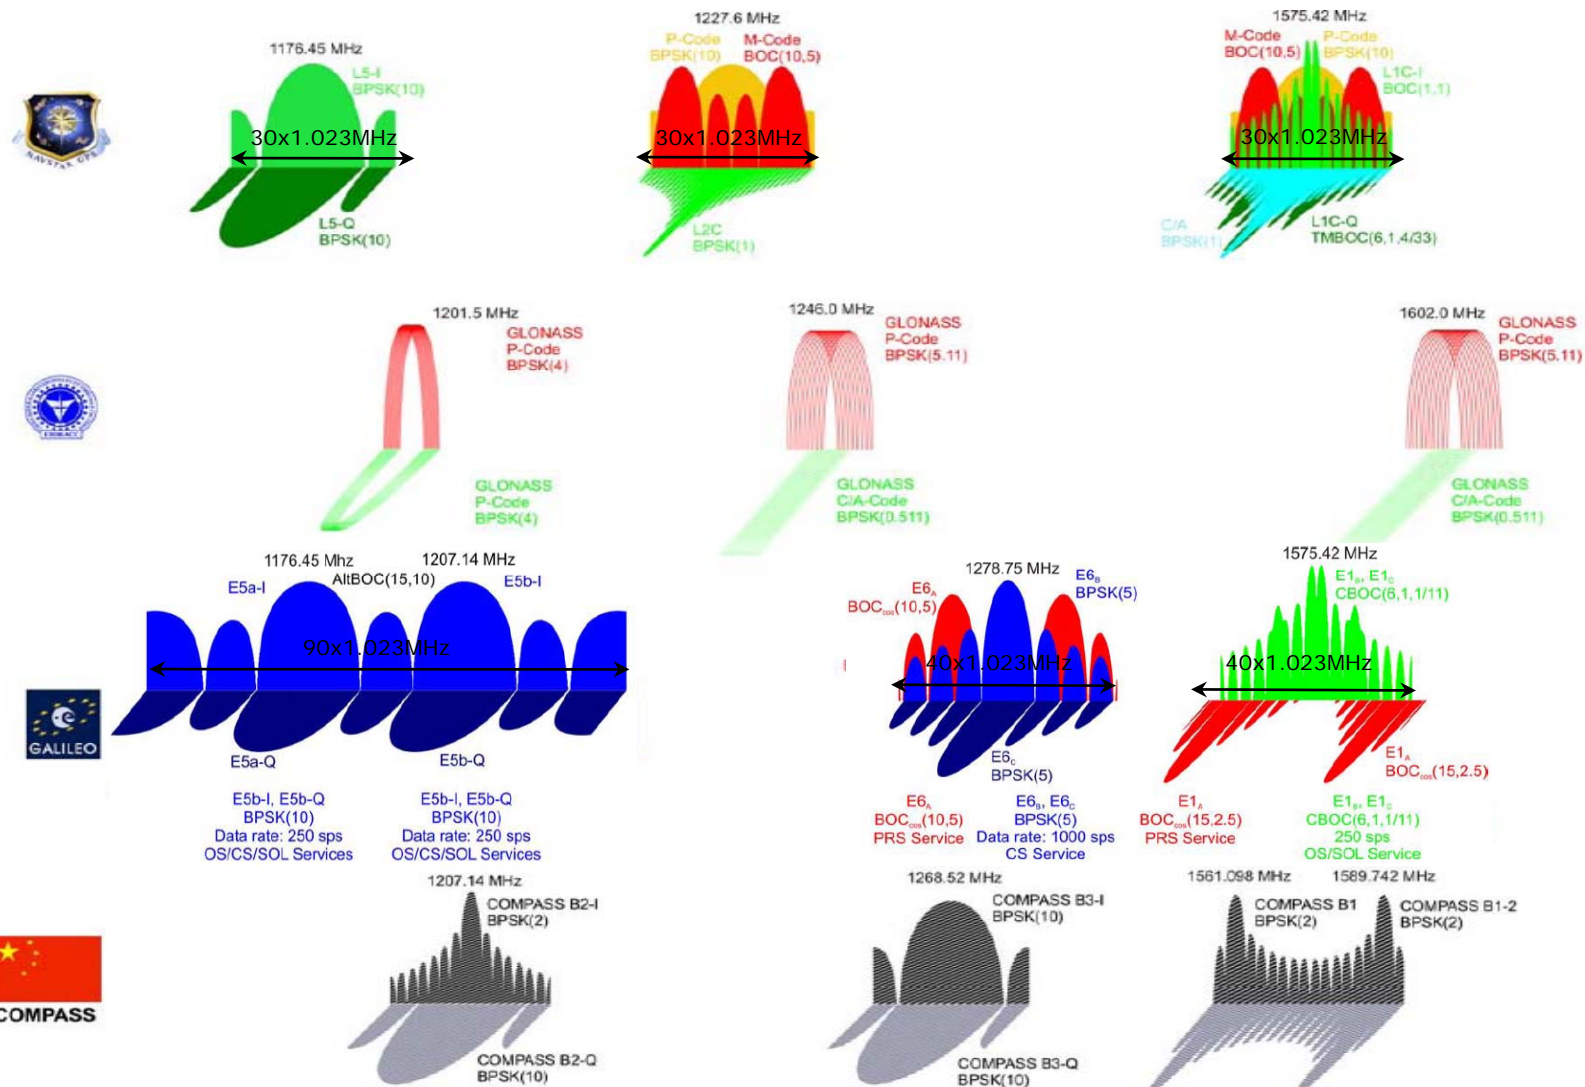 1176.45 MHz
L5-I
BPSK(10)
30x1.023MHz
L5-Q
BPSK(10)
1227.6 MHz
P-Code
BPSK(10)
M-Code
BOC(10,5)
30x1.023MHz
L2C
BPSK(1)
1575.42 MHz
M-Code
BOC(10,5)
P-Code
BPSK(10)
L1C-I
BOC(1,1)
30x1.023MHz
C/A
BPSK(1)
L1C-Q
TMBOC(6,1,4/33)
NAVSTAR GPS
1201.5 MHz
GLONASS
P-Code
BPSK(4)
GLONASS
P-Code
BPSK(4)
1246.0 MHz
GLONASS
P-Code
BPSK(5.11)
GLONASS
C/A-Code
BPSK(0.511)
1602.0 MHz
GLONASS
P-Code
BPSK(5.11)
GLONASS
C/A-Code
BPSK(0.511)
1176.45 Mhz
1207.14 MHz
E5a-I
AltBOC(15,10)
E5b-I
90x1.023MHz
E5a-Q
E5b-Q
E5b-I, E5b-Q
BPSK(10)
Data rate: 250 sps
OS/CS/SOL Services
E5b-I, E5b-Q
BPSK(10)
Data rate: 250 sps
OS/CS/SOL Services
1278.75 MHz
E6A
BOCcos(10,5)
E6B
BPSK(5)
40x1.023MHz
E6C
BPSK(5)
E6A
BOCcos(10,5)
PRS Service
E6B, E6C
BPSK(5)
Data rate: 1000 sps
CS Service
1575.42 MHz
E1B, E1C
CBOC(6,1,1/11)
40x1.023MHz
E1A
BOCcos(15,2.5)
E1A
BOCcos(15,2.5)
PRS Service
E1B, E1C
CBOC(6,1,1/11)
250 sps
OS/SOL Service
GALILEO
1207.14 MHz
COMPASS B2-I
BPSK(2)
COMPASS B2-Q
BPSK(10)
1268.52 MHz
COMPASS B3-I
BPSK(10)
COMPASS B3-Q
BPSK(10)
1561.098 MHz
1589.742 MHz
COMPASS B1
BPSK(2)
COMPASS B1-2
BPSK(2)
COMPASS